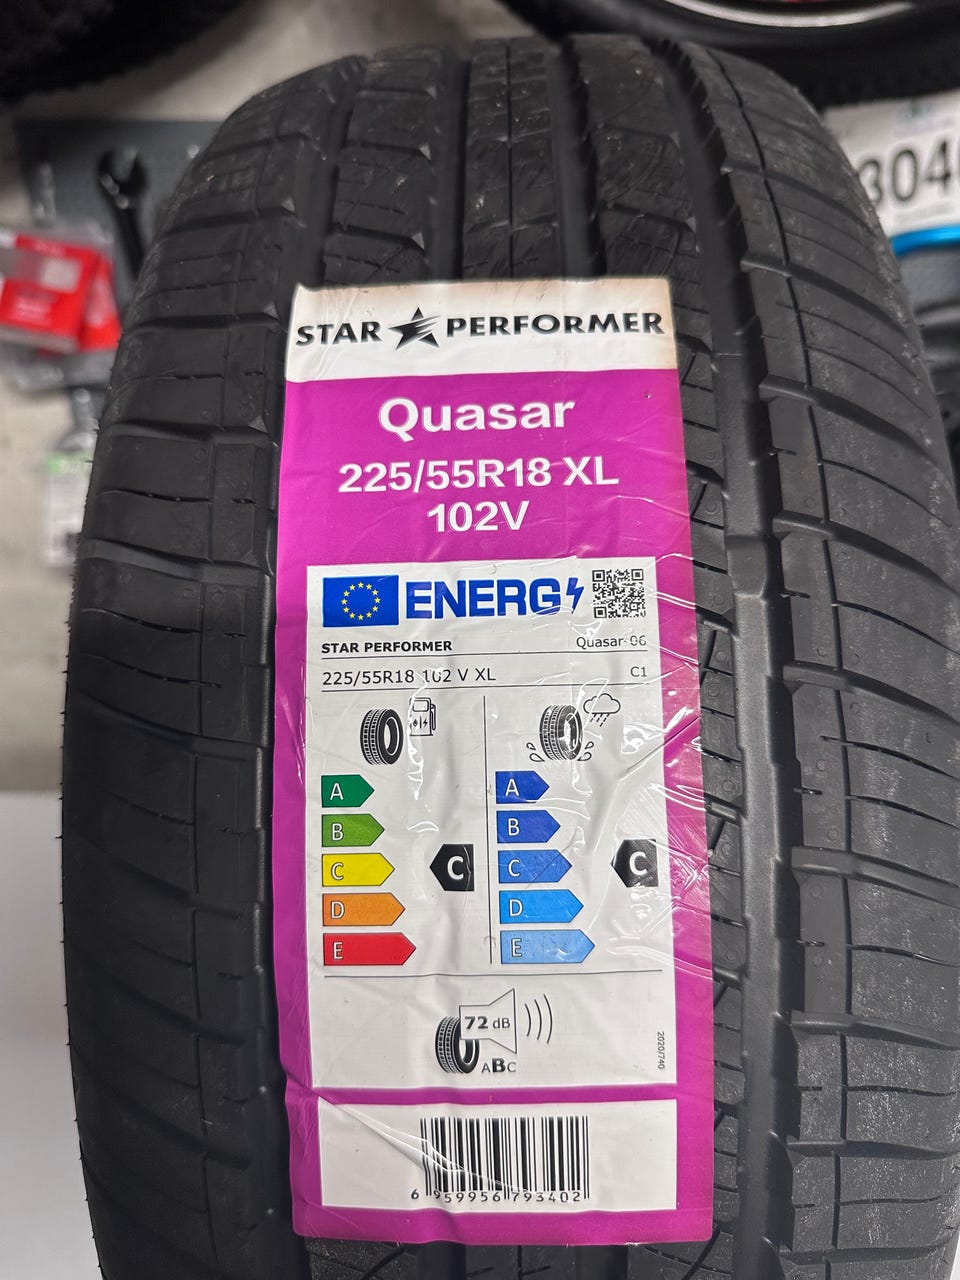 304
STAR PERFORMER
Quasar
225/55R18 XL
102V
ENERG
STAR PERFORMER Quasar 06
225/55R18 102 V XL C1
A A
B B
C C C C
D D
E E
72 dB
ABC
2020/740
6 959956 793402